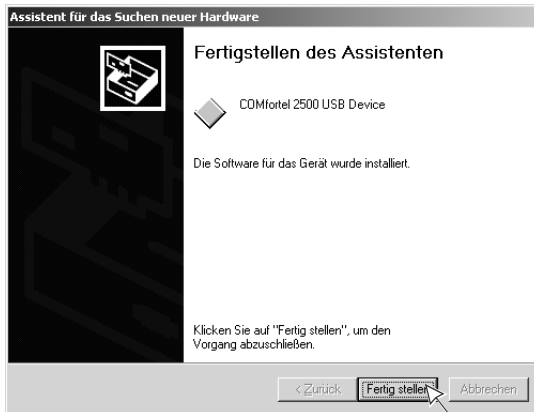 Assistent für das Suchen neuer Hardware
Fertigstellen des Assistenten
COMfortel 2500 USB Device
Die Software für das Gerät wurde installiert.
Klicken Sie auf "Fertig stellen", um den
Vorgang abzuschließen.
< Zurück
Fertig stellen
Abbrechen